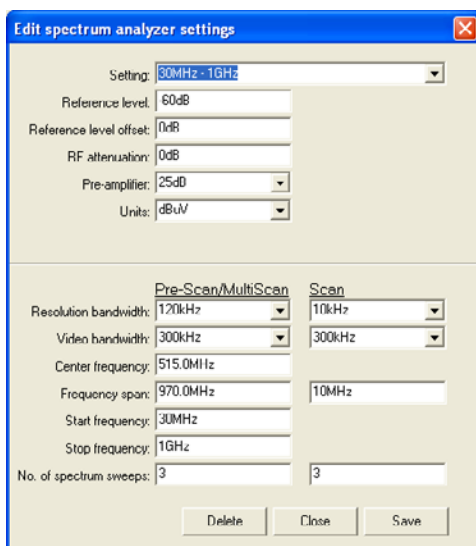 Edit spectrum analyzer settings
Setting: 30MHz - 1GHz
Reference level: 60dB
Reference level offset: 0dB
RF attenuation: 0dB
Pre-amplifier: 25dB
Units: dBuV
Pre-Scan/MultiScan Scan
Resolution bandwidth: 120kHz 10kHz
Video bandwidth: 300kHz 300kHz
Center frequency: 515.0MHz
Frequency span: 970.0MHz 10MHz
Start frequency: 30MHz
Stop frequency: 1GHz
No. of spectrum sweeps: 3 3
Delete Close Save